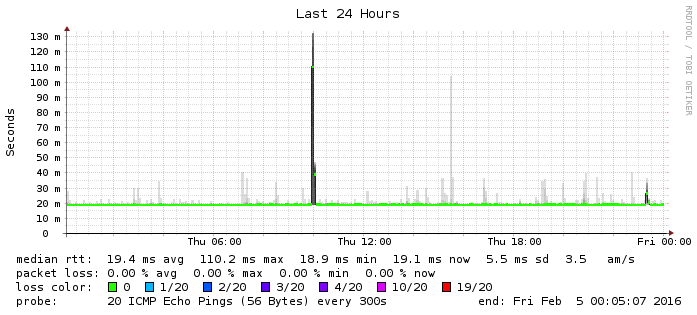 Last 24 Hours
RRDTOOL / TOBI OETIKER
Seconds
130 m
120 m
110 m
100 m
90 m
80 m
70 m
60 m
50 m
40 m
30 m
20 m
10 m
0
Thu 06:00 Thu 12:00 Thu 18:00 Fri 00:00
median rtt: 19.4 ms avg 110.2 ms max 18.9 ms min 19.1 ms now 5.5 ms sd 3.5 am/s
packet loss: 0.00 % avg 0.00 % max 0.00 % min 0.00 % now
loss color: 0 1/20 2/20 3/20 4/20 10/20 19/20
probe: 20 ICMP Echo Pings (56 Bytes) every 300s end: Fri Feb 5 00:05:07 2016